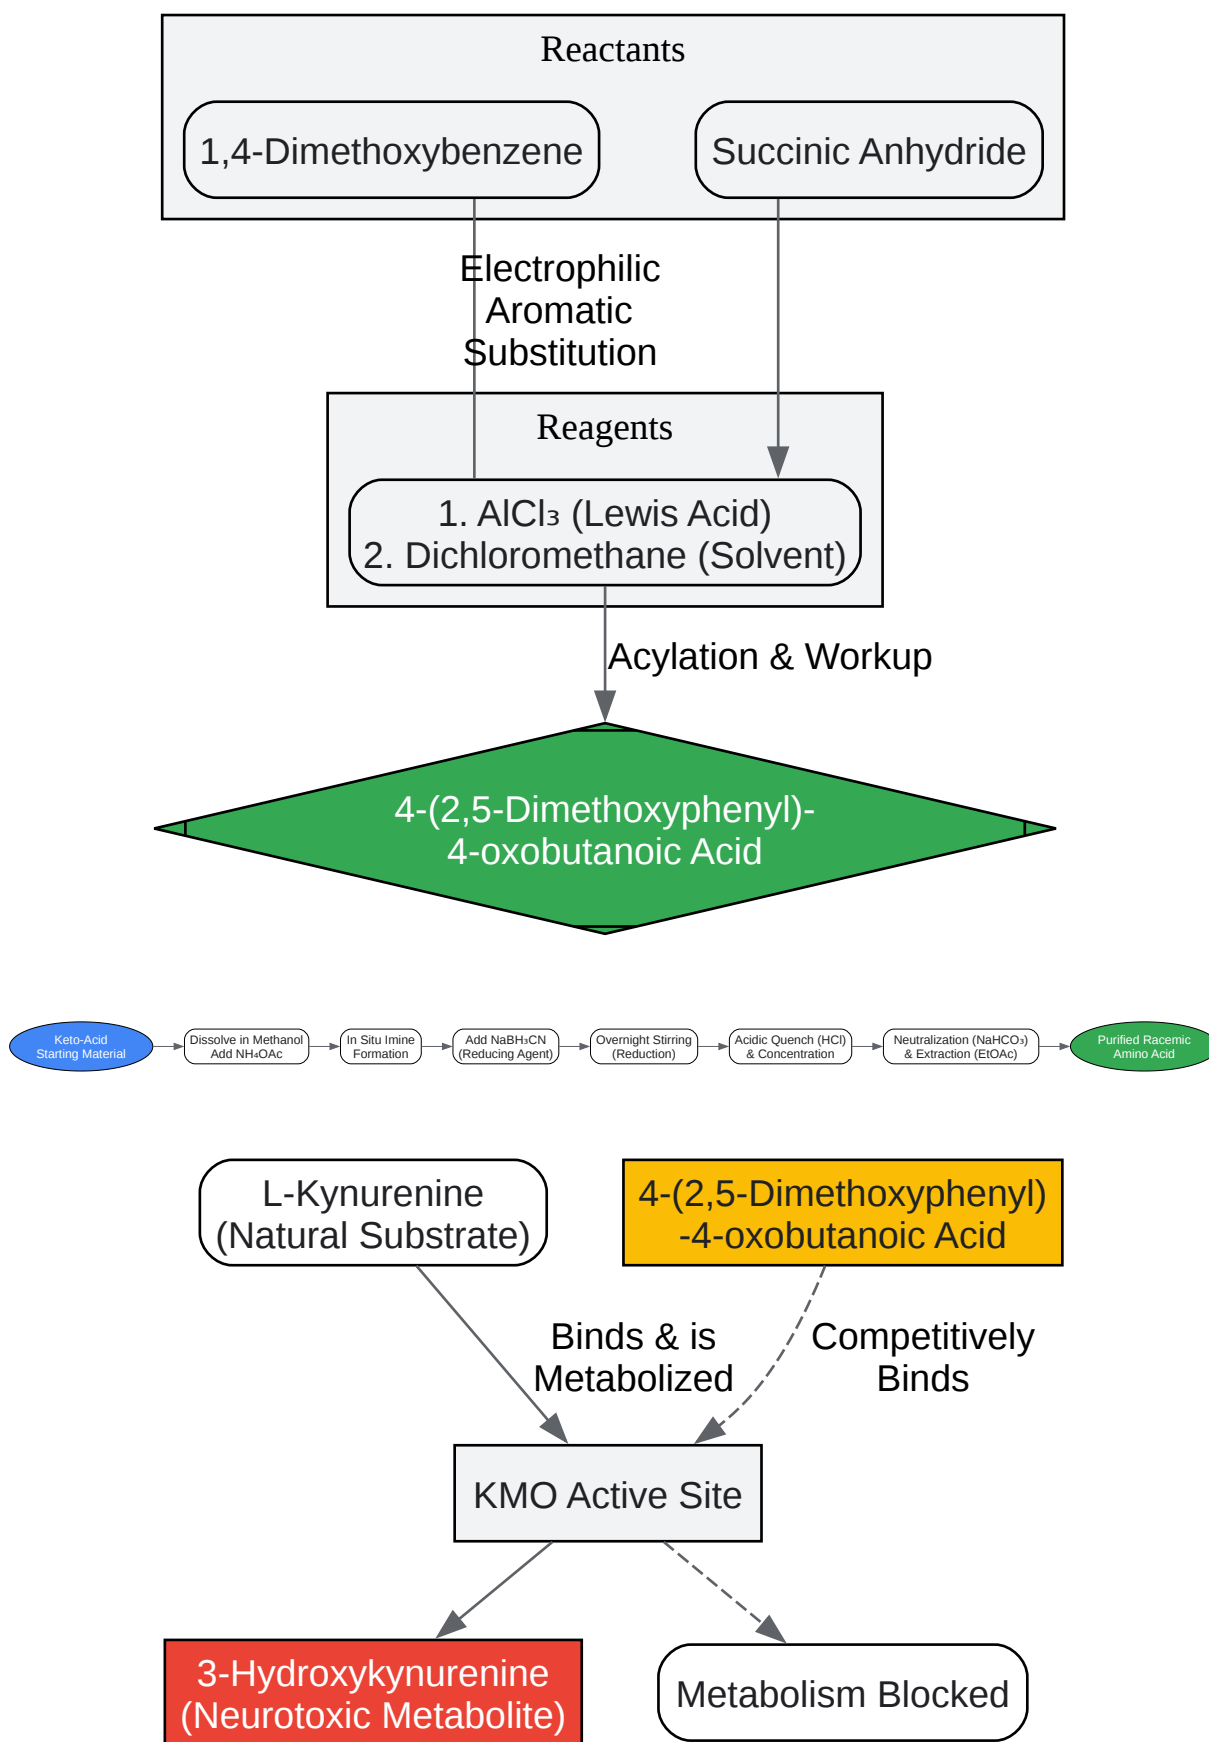 Reactants
1,4-Dimethoxybenzene
Succinic Anhydride
Electrophilic
Aromatic
Substitution
Reagents
1. AlCl₃ (Lewis Acid)
2. Dichloromethane (Solvent)
Acylation & Workup
4-(2,5-Dimethoxyphenyl)-
4-oxobutanoic Acid
Keto-Acid
Starting Material
Dissolve in Methanol
Add NH₄OAc
In Situ Imine
Formation
Add NaBH₃CN
(Reducing Agent)
Overnight Stirring
(Reduction)
Acidic Quench (HCl)
& Concentration
Neutralization (NaHCO₃)
& Extraction (EtOAc)
Purified Racemic
Amino Acid
L-Kynurenine
(Natural Substrate)
4-(2,5-Dimethoxyphenyl)
-4-oxobutanoic Acid
Binds & is
Metabolized
Competitively
Binds
KMO Active Site
3-Hydroxykynurenine
(Neurotoxic Metabolite)
Metabolism Blocked